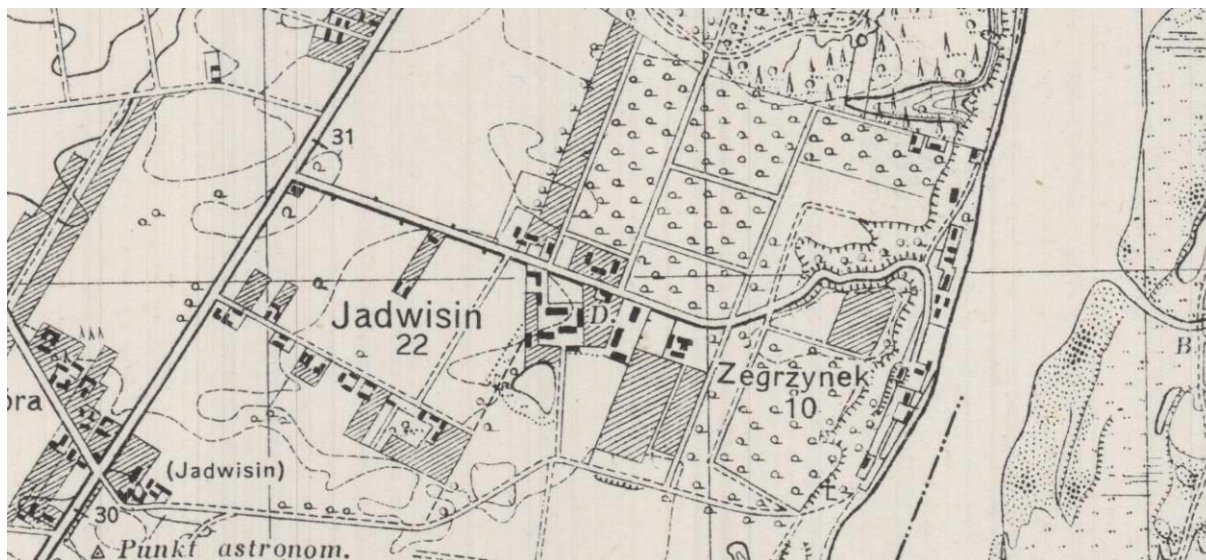 31
Jadwisin
22
D
B
Zegrzynek
10
ora
(Jadwisin)
30
Punkt astronom.